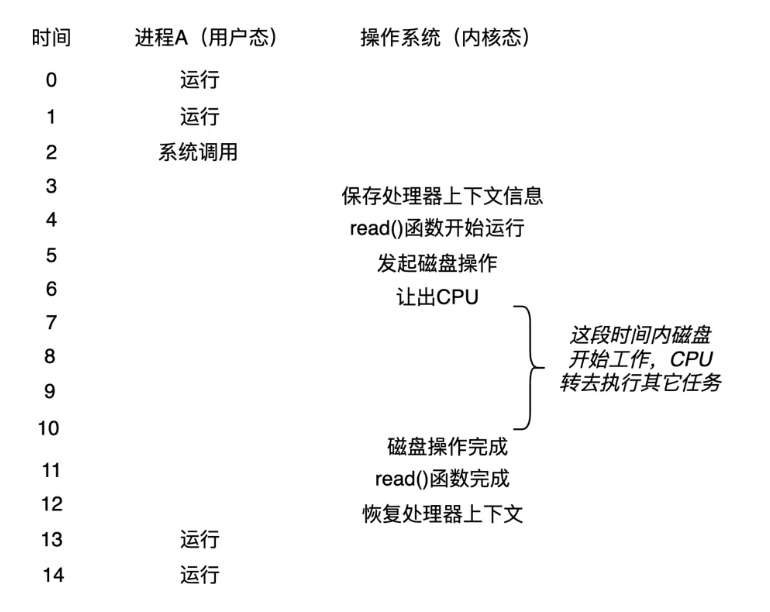 时间 进程A（用户态） 操作系统（内核态）
0 运行
1 运行
2 系统调用
3 保存处理器上下文信息
4 read()函数开始运行
5 发起磁盘操作
6 让出CPU
7
这段时间内磁盘
8 开始工作，CPU
9 转去执行其它任务
10 磁盘操作完成
11 read()函数完成
12 恢复处理器上下文
13 运行
14 运行